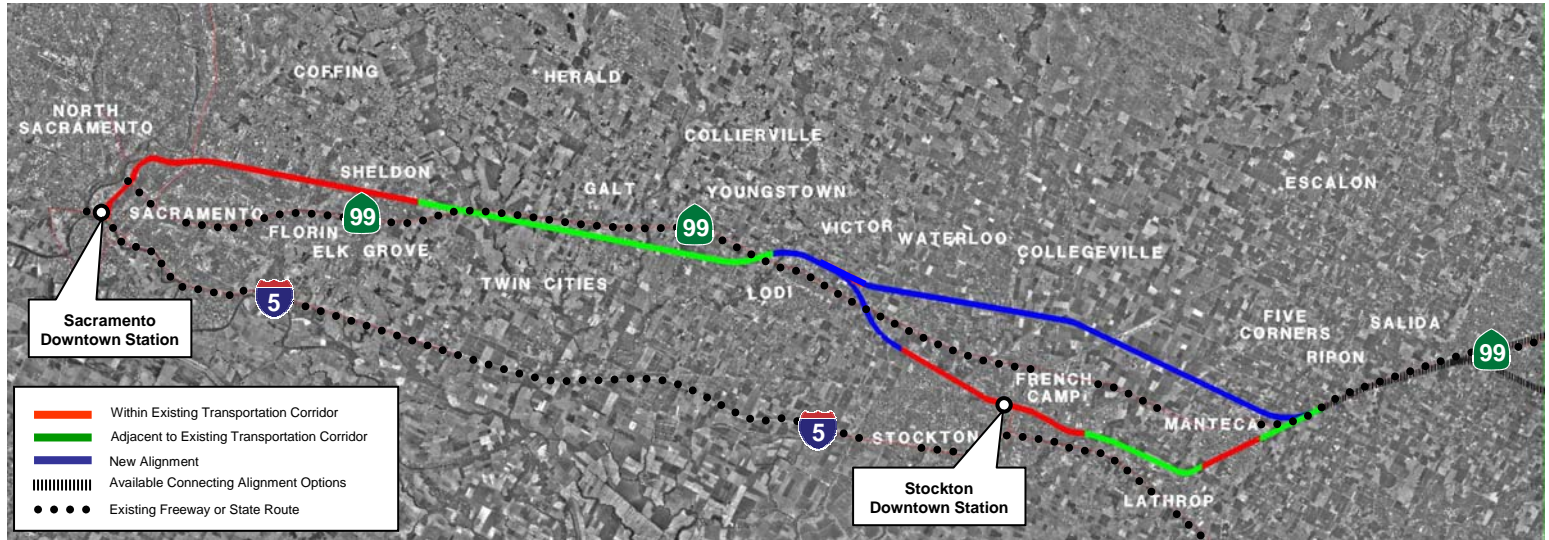 COFFING
HERALD
NORTH
SACRAMENTO
COLLIERVILLE
SHELDON
GALT
YOUNGSTOWN
ESCALON
SACRAMENTO
99
FLORIN
ELK GROVE
99
VICTOR
WATERLOO
COLLEGEVILLE
TWIN CITIES
LODI
5
Sacramento
Downtown Station
FIVE
CORNERS
SALIDA
RIPON
99
FRENCH
CAMP
MANTECA
5
STOCKTON
Stockton
Downtown Station
LATHROP
Within Existing Transportation Corridor
Adjacent to Existing Transportation Corridor
New Alignment
Available Connecting Alignment Options
Existing Freeway or State Route